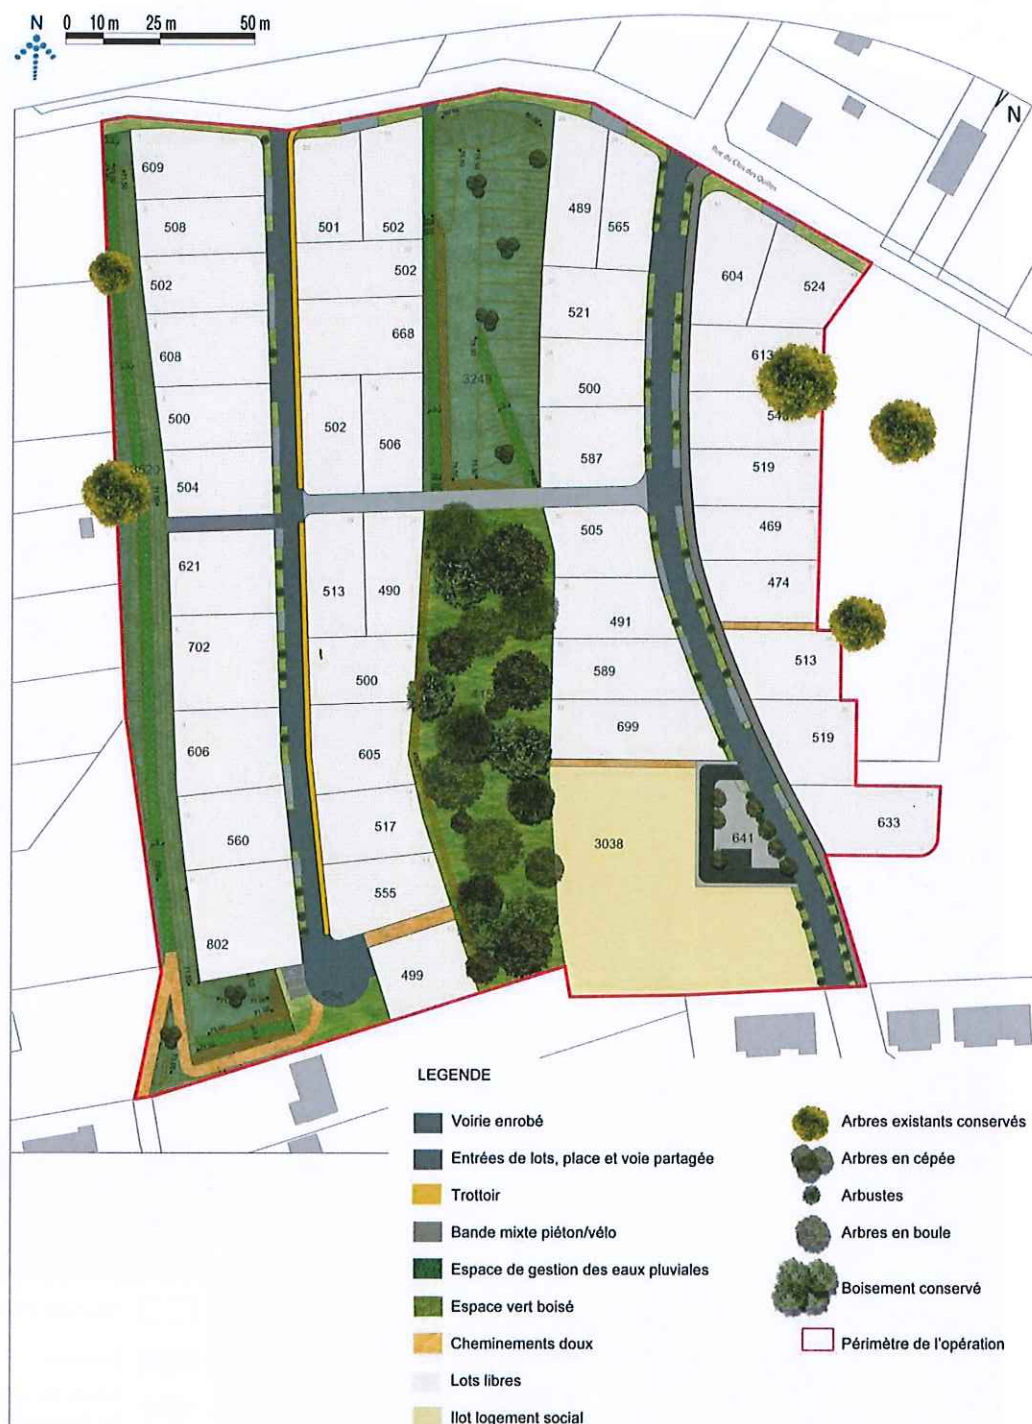 N 0 10 m 25 m 50 m
N
Rue du Clos des Quilles
609
508
502
608
500
504
3520
621
702
606
560
802
501
502
502
668
502
506
513
490
500
605
517
555
499
3249
489
565
521
500
587
505
491
589
699
3038
641
604
524
613
519
469
474
513
519
633
LEGENDE
Voirie enrobé
Entrées de lots, place et voie partagée
Trottoir
Bande mixte piéton/vélo
Espace de gestion des eaux pluviales
Espace vert boisé
Cheminements doux
Lots libres
Ilot logement social
Arbres existants conservés
Arbres en cépée
Arbustes
Arbres en boule
Boisement conservé
Périmètre de l'opération